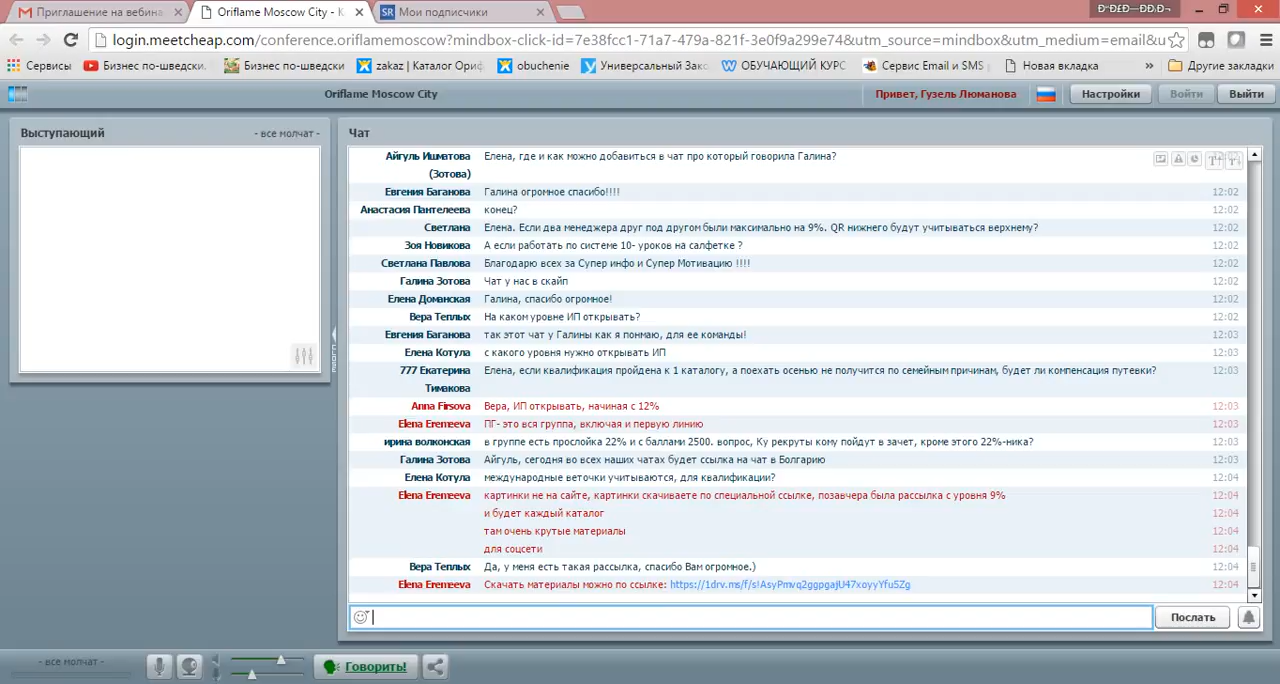 Приглашение на вебина
Oriflame Moscow City - К
SR Мои подписчики
login.meetcheap.com/conference.oriflamemoscow?mindbox-click-id=7e38fcc1-71a7-479a-821f-3e0f9a299e74&utm_source=mindbox&utm_medium=email&u
Сервисы
Бизнес по-шведски.
Бизнес по-шведски
zakaz | Каталог Ориф
obuchenie
Универсальный Зако
ОБУЧАЮЩИЙ КУРС
Сервис Email и SMS
Новая вкладка
»
Другие закладки
Oriflame Moscow City
Привет, Гузель Люманова
Настройки
Войти
Выйти
Выступающий
- все молчат -
Чат
Айгуль Ишматова Елена, где и как можно добавиться в чат про который говорила Галина?
(Зотова)
Евгения Баганова Галина огромное спасибо!!!! 12:02
Анастасия Пантелеева конец? 12:02
Светлана Елена. Если два менеджера друг под другом были максимально на 9%. QR нижнего будут учитываться верхнему? 12:02
Зоя Новикова А если работать по системе 10- уроков на салфетке ? 12:02
Светлана Павлова Благодарю всех за Супер инфо и Супер Мотивацию !!!! 12:02
Галина Зотова Чат у нас в скайп 12:02
Елена Доманская Галина, спасибо огромное! 12:02
Вера Теплых На каком уровне ИП открывать? 12:02
Евгения Баганова так этот чат у Галины как я понмаю, для ее команды! 12:03
Елена Котула с какого уровня нужно открывать ИП 12:03
777 Екатерина Елена, если квалификация пройдена к 1 каталогу, а поехать осенью не получится по семейным причинам, будет ли компенсация путевки? 12:03
Тимакова
Anna Firsova Вера, ИП открывать, начиная с 12% 12:03
Elena Eremeeva ПГ- это вся группа, включая и первую линию 12:03
ирина волконская в группе есть прослойка 22% и с баллами 2500. вопрос, Ку рекруты кому пойдут в зачет, кроме этого 22%-ника? 12:03
Галина Зотова Айгуль, сегодня во всех наших чатах будет ссылка на чат в Болгарию 12:03
Елена Котула международные веточки учитываются, для квалификации? 12:04
Elena Eremeeva картинки не на сайте, картинки скачиваете по специальной ссылке, позавчера была рассылка с уровня 9% 12:04
и будет каждый каталог 12:04
там очень крутые материалы 12:04
для соцсети 12:04
Вера Теплых Да, у меня есть такая рассылка, спасибо Вам огромное.) 12:04
Elena Eremeeva Скачать материалы можно по ссылке: https://1drv.ms/f/s!AsyPmvq2ggpgajU47xoyyYfu5Zg 12:04
Послать
- все молчат -
Говорить!